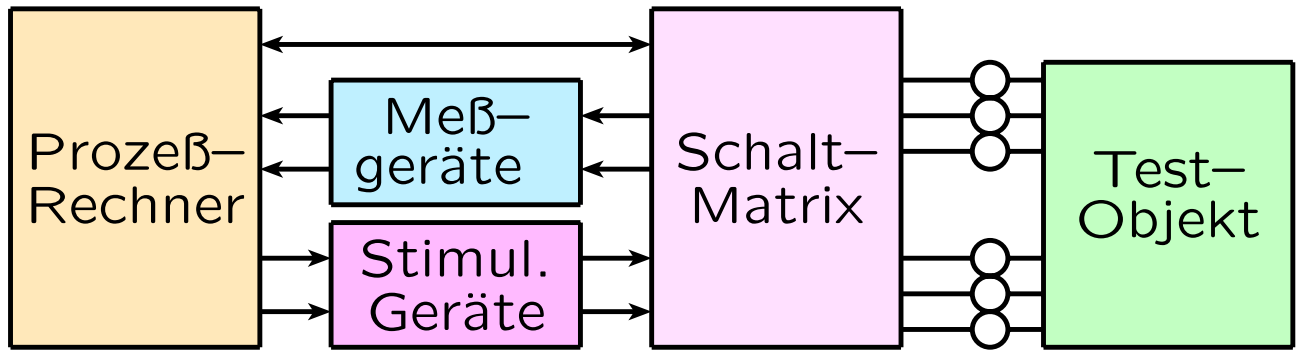 Prozeß–
Rechner
Meß–
geräte
Stimul.
Geräte
Schalt–
Matrix
Test–
Objekt